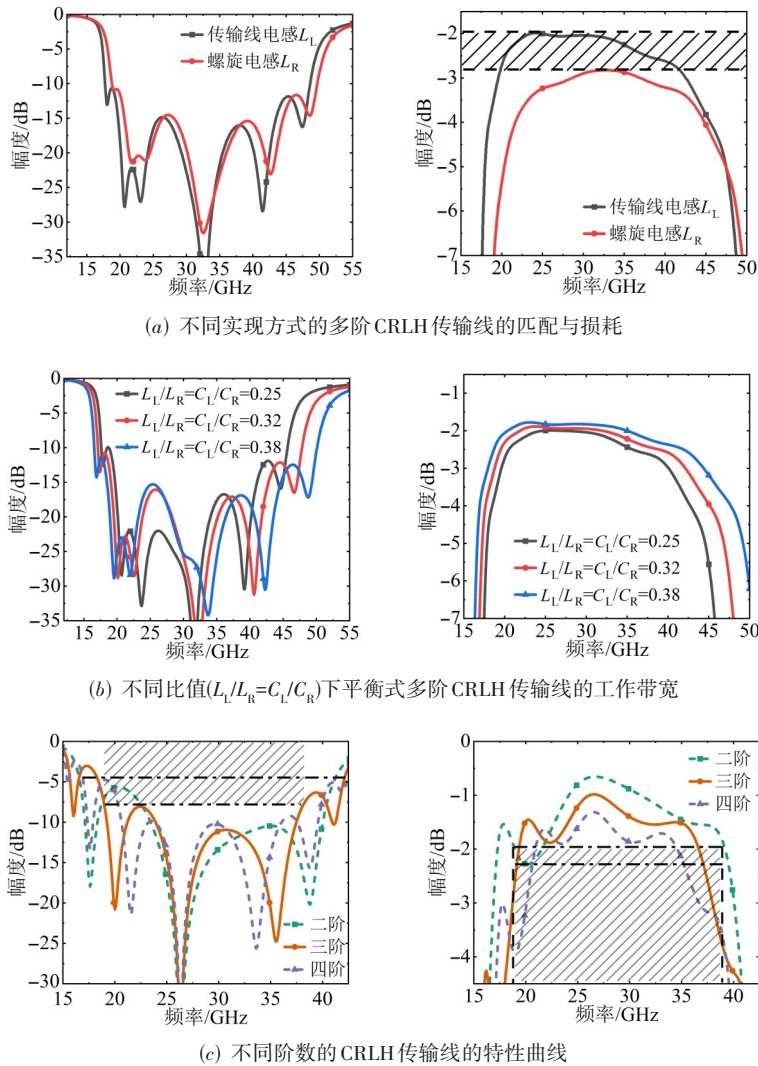 0
−5
−10
−15
−20
−25
−30
−35
幅度/dB
传输线电感L_L
螺旋电感L_R
15 20 25 30 35 40 45 50 55
频率/GHz
−2
−3
−4
−5
−6
−7
幅度/dB
传输线电感L_L
螺旋电感L_R
15 20 25 30 35 40 45 50
频率/GHz
(a) 不同实现方式的多阶CRLH传输线的匹配与损耗
0
−5
−10
−15
−20
−25
−30
−35
幅度/dB
L_L/L_R=C_L/C_R=0.25
L_L/L_R=C_L/C_R=0.32
L_L/L_R=C_L/C_R=0.38
15 20 25 30 35 40 45 50 55
频率/GHz
−1
−2
−3
−4
−5
−6
−7
幅度/dB
L_L/L_R=C_L/C_R=0.25
L_L/L_R=C_L/C_R=0.32
L_L/L_R=C_L/C_R=0.38
15 20 25 30 35 40 45 50
频率/GHz
(b) 不同比值(L_L/L_R=C_L/C_R)下平衡式多阶CRLH传输线的工作带宽
0
−5
−10
−15
−20
−25
−30
幅度/dB
二阶
三阶
四阶
15 20 25 30 35 40
频率/GHz
0
−1
−2
−3
−4
幅度/dB
二阶
三阶
四阶
15 20 25 30 35 40
频率/GHz
(c) 不同阶数的CRLH传输线的特性曲线